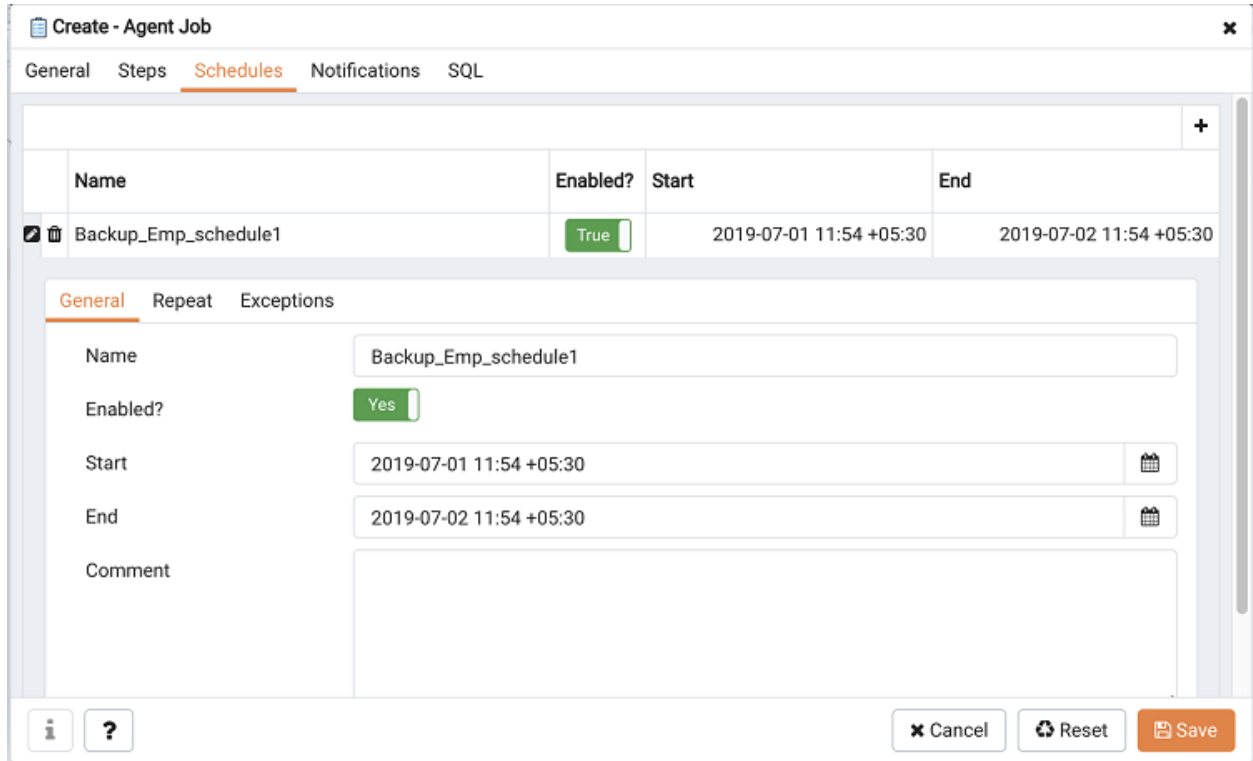 Create - Agent Job
General Steps Schedules Notifications SQL
Name Enabled? Start End
Backup_Emp_schedule1 True 2019-07-01 11:54 +05:30 2019-07-02 11:54 +05:30
General Repeat Exceptions
Name Backup_Emp_schedule1
Enabled? Yes
Start 2019-07-01 11:54 +05:30
End 2019-07-02 11:54 +05:30
Comment
Cancel Reset Save